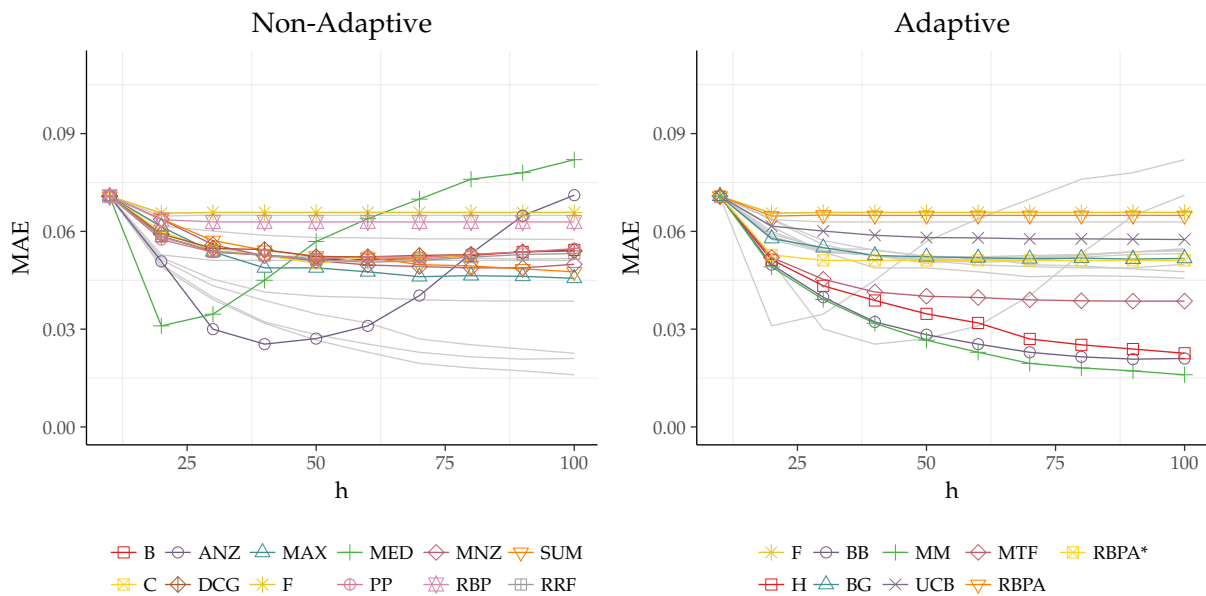 Non-Adaptive
Adaptive
MAE
0.09
0.06
0.03
0.00
25
50
75
100
h
MAE
0.09
0.06
0.03
0.00
25
50
75
100
h
B ANZ MAX MED MNZ SUM
C DCG F PP RBP RRF
F BB MM MTF RBPA*
H BG UCB RBPA